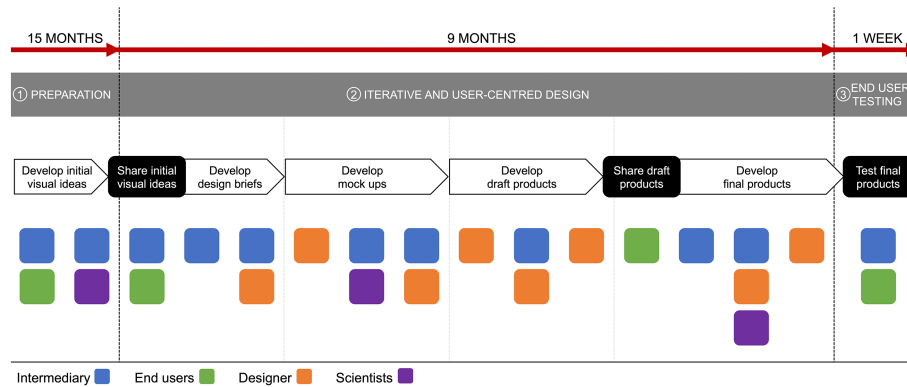 15 MONTHS
9 MONTHS
1 WEEK
1 PREPARATION
2 ITERATIVE AND USER-CENTRED DESIGN
3 END USER
TESTING
Develop initial
visual ideas
Share initial
visual ideas
Develop
design briefs
Develop
mock ups
Develop
draft products
Share draft
products
Develop
final products
Test final
products
Intermediary
End users
Designer
Scientists